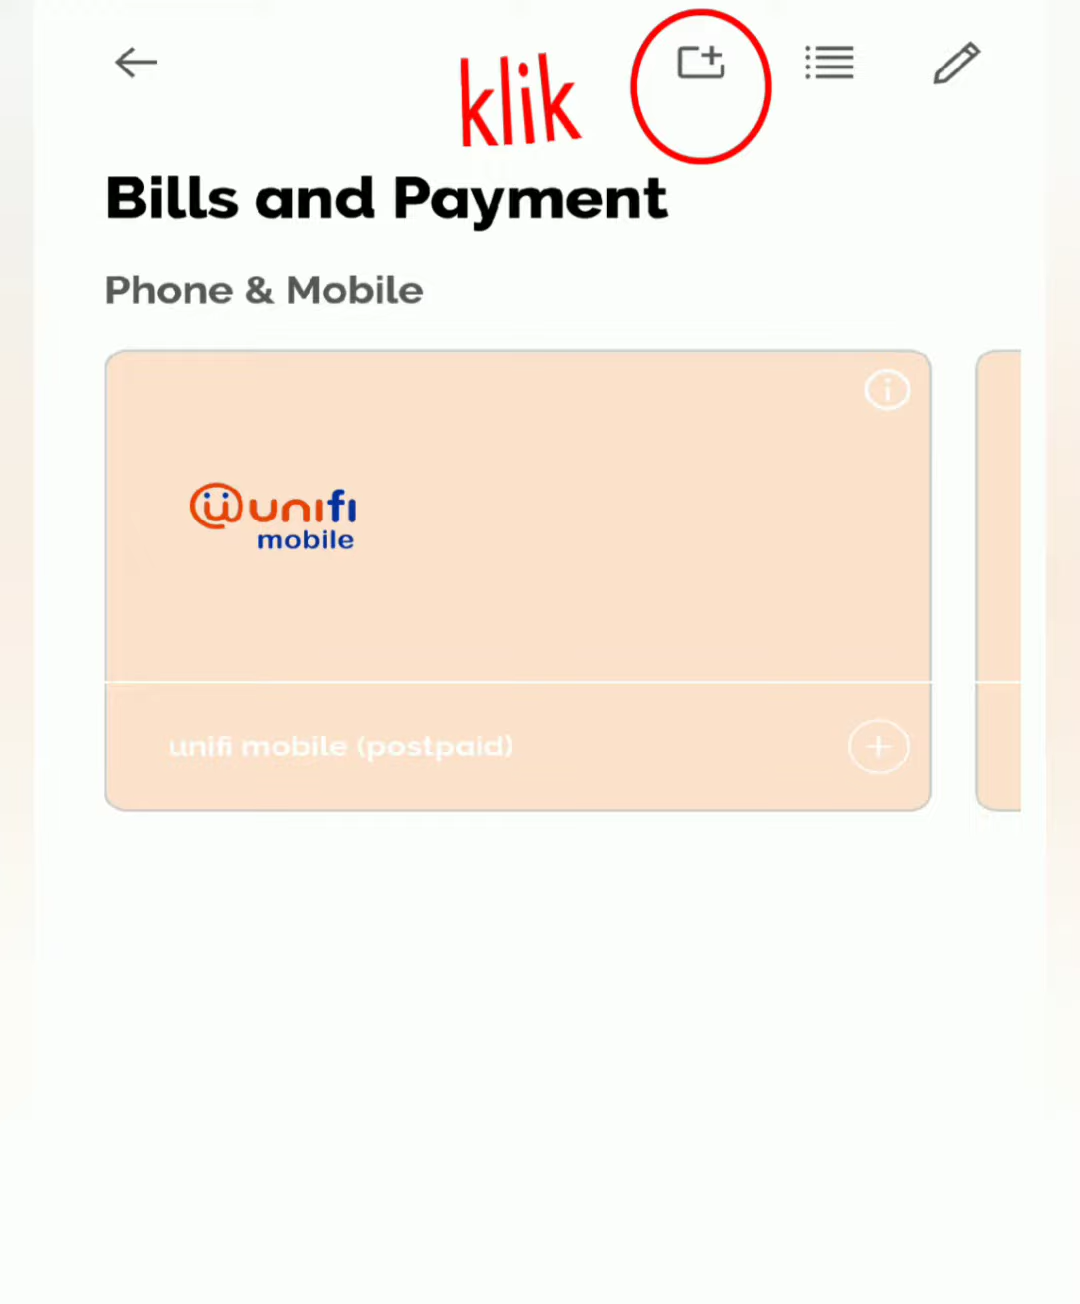 klik
Bills and Payment
Phone & Mobile
unifi
mobile
unifi mobile (postpaid)